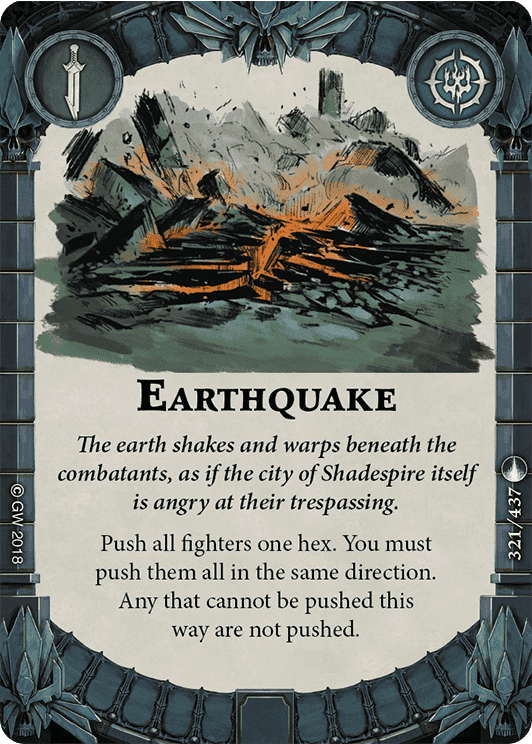 EARTHQUAKE
The earth shakes and warps beneath the
combatants, as if the city of Shadespire itself
is angry at their trespassing.
Push all fighters one hex. You must
push them all in the same direction.
Any that cannot be pushed this
way are not pushed.
© GW 2018
321/437